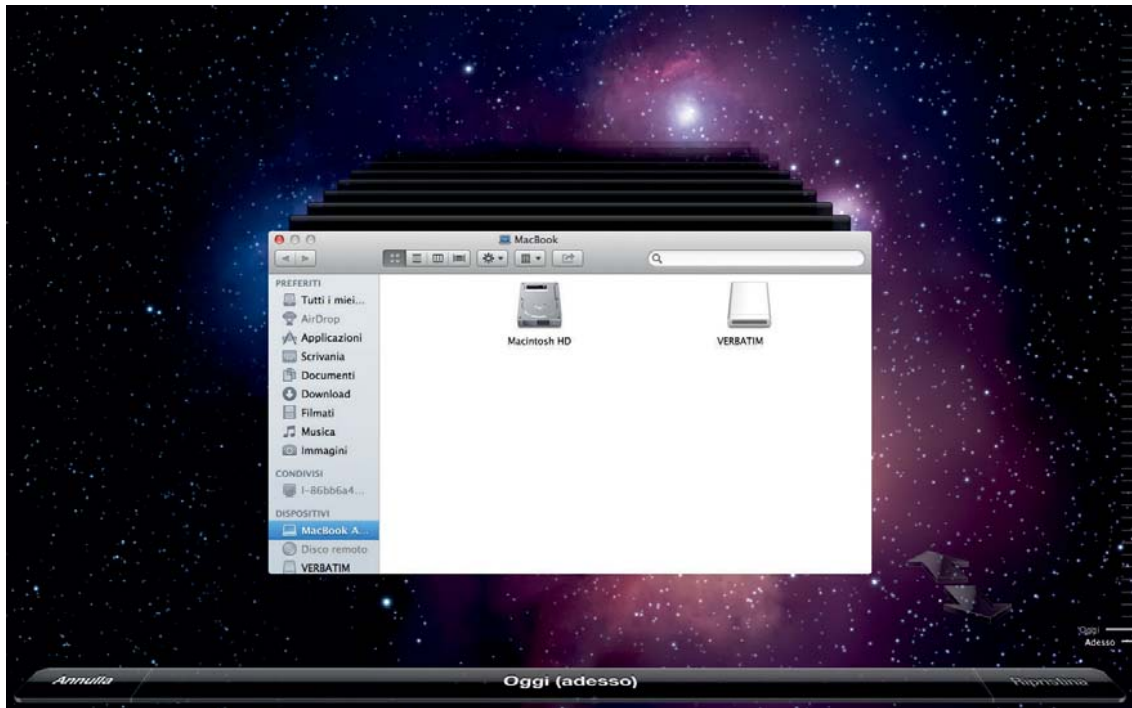 MacBook
PREFERITI
Tutti i miei...
AirDrop
Applicazioni
Scrivania
Documenti
Download
Filmati
Musica
Immagini
CONDIVISI
l-86bb6a4...
DISPOSITIVI
MacBook A...
Disco remoto
VERBATIM
Macintosh HD
VERBATIM
Oggi
Adesso
Annulla
Oggi (adesso)
Ripristina